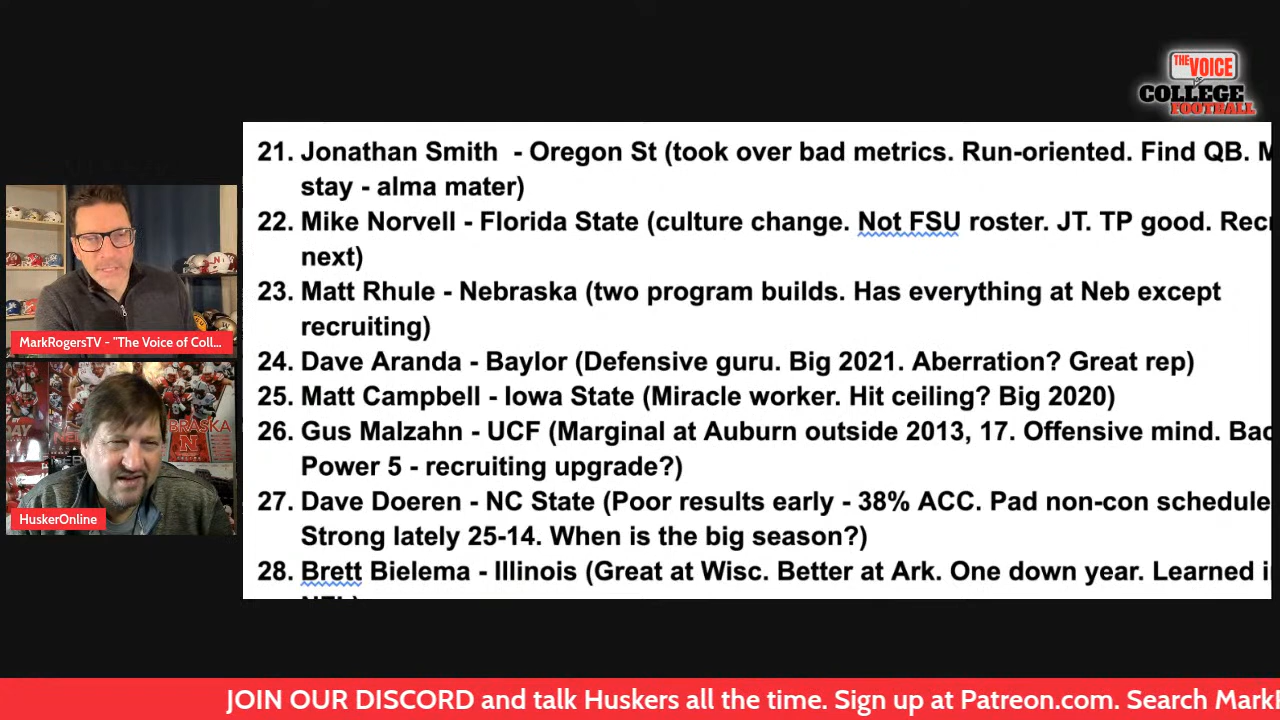 THE VOICE
OF
COLLEGE
FOOTBALL
21. Jonathan Smith - Oregon St (took over bad metrics. Run-oriented. Find QB. M
stay - alma mater)
22. Mike Norvell - Florida State (culture change. Not FSU roster. JT. TP good. Recr
next)
23. Matt Rhule - Nebraska (two program builds. Has everything at Neb except
recruiting)
24. Dave Aranda - Baylor (Defensive guru. Big 2021. Aberration? Great rep)
25. Matt Campbell - Iowa State (Miracle worker. Hit ceiling? Big 2020)
26. Gus Malzahn - UCF (Marginal at Auburn outside 2013, 17. Offensive mind. Bac
Power 5 - recruiting upgrade?)
27. Dave Doeren - NC State (Poor results early - 38% ACC. Pad non-con schedule
Strong lately 25-14. When is the big season?)
28. Brett Bielema - Illinois (Great at Wisc. Better at Ark. One down year. Learned i
MarkRogersTV - "The Voice of Coll...
HuskerOnline
JOIN OUR DISCORD and talk Huskers all the time. Sign up at Patreon.com. Search Mark